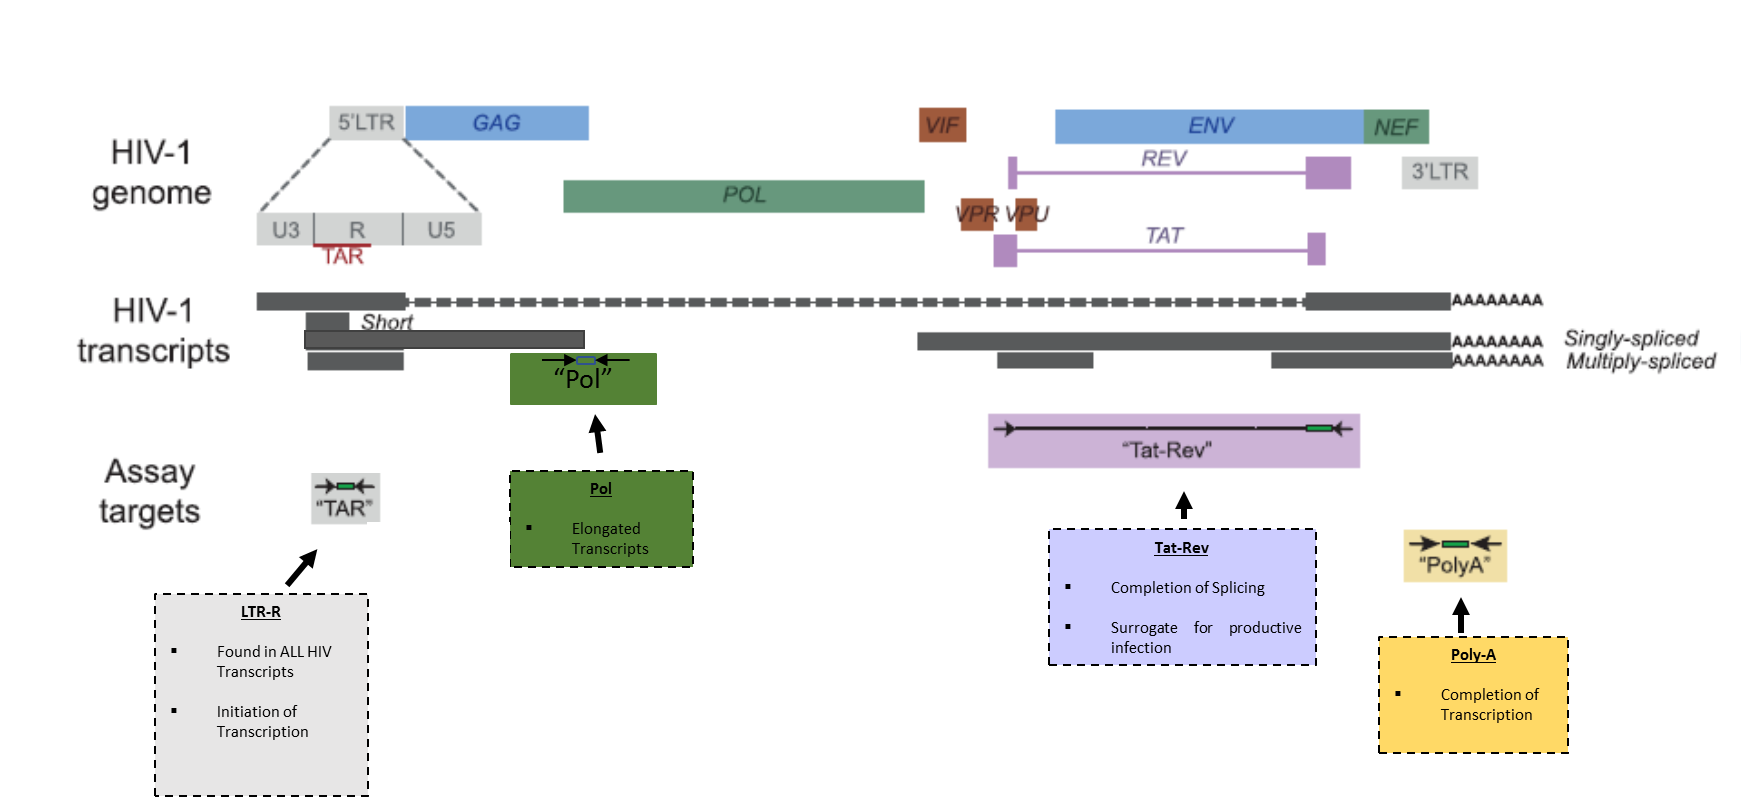 5'LTR
GAG
VIF
ENV
NEF
HIV-1
genome
REV
3'LTR
POL
VPR VPU
U3
R
U5
TAR
TAT
HIV-1
transcripts
AAAAAAAA
Short
AAAAAAAA
Singly-spliced
AAAAAAAA
Multiply-spliced
"Pol"
"Tat-Rev"
Assay
targets
"TAR"
Pol
▪ Elongated
Transcripts
Tat-Rev
▪ Completion of Splicing
▪ Surrogate for productive
infection
"PolyA"
LTR-R
▪ Found in ALL HIV
Transcripts
▪ Initiation of
Transcription
Poly-A
▪ Completion of
Transcription